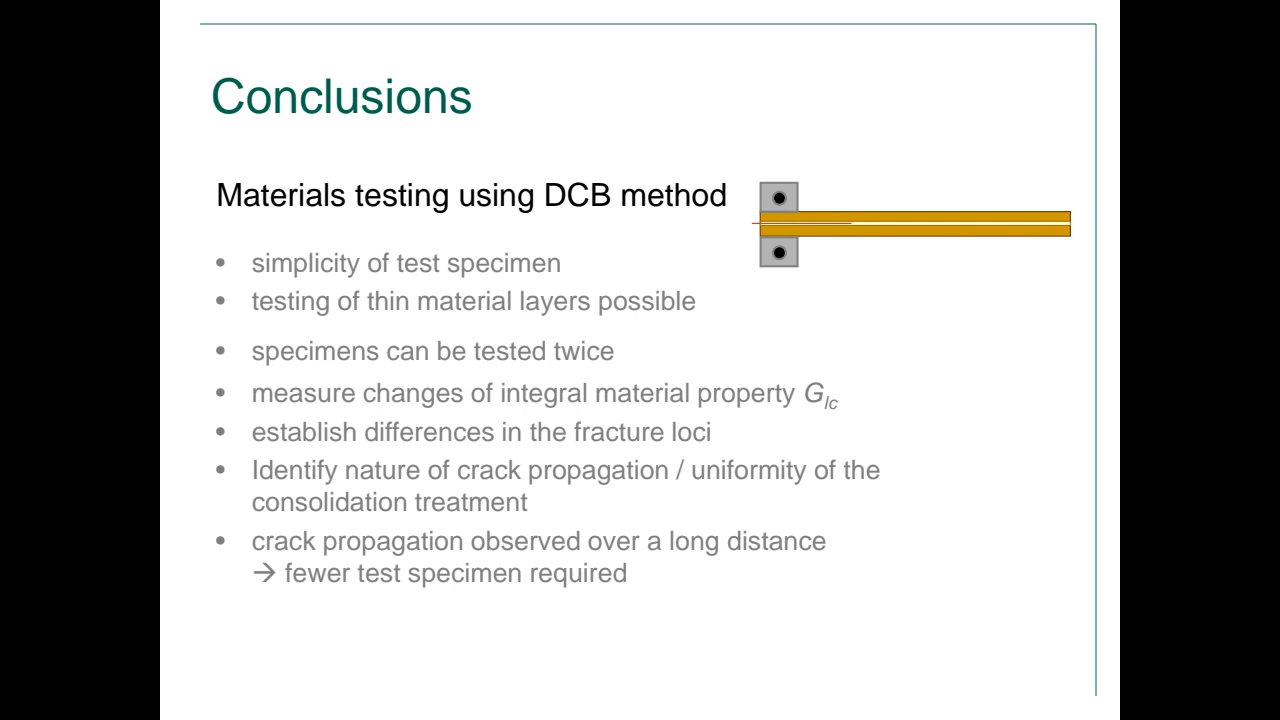 Conclusions
Materials testing using DCB method
• simplicity of test specimen
• testing of thin material layers possible
• specimens can be tested twice
• measure changes of integral material property GIc
• establish differences in the fracture loci
• Identify nature of crack propagation / uniformity of the
consolidation treatment
• crack propagation observed over a long distance
→ fewer test specimen required